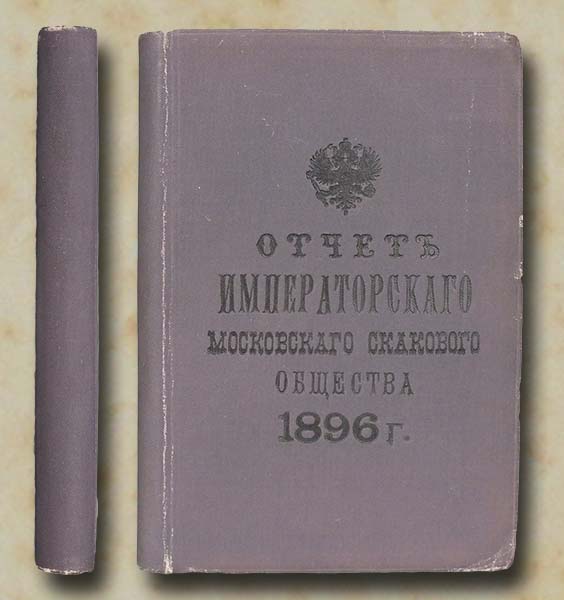 ОТЧЕТЪ
ИМПЕРАТОРСКАГО
МОСКОВСКАГО СКАКОВОГО
ОБЩЕСТВА
1896 г.